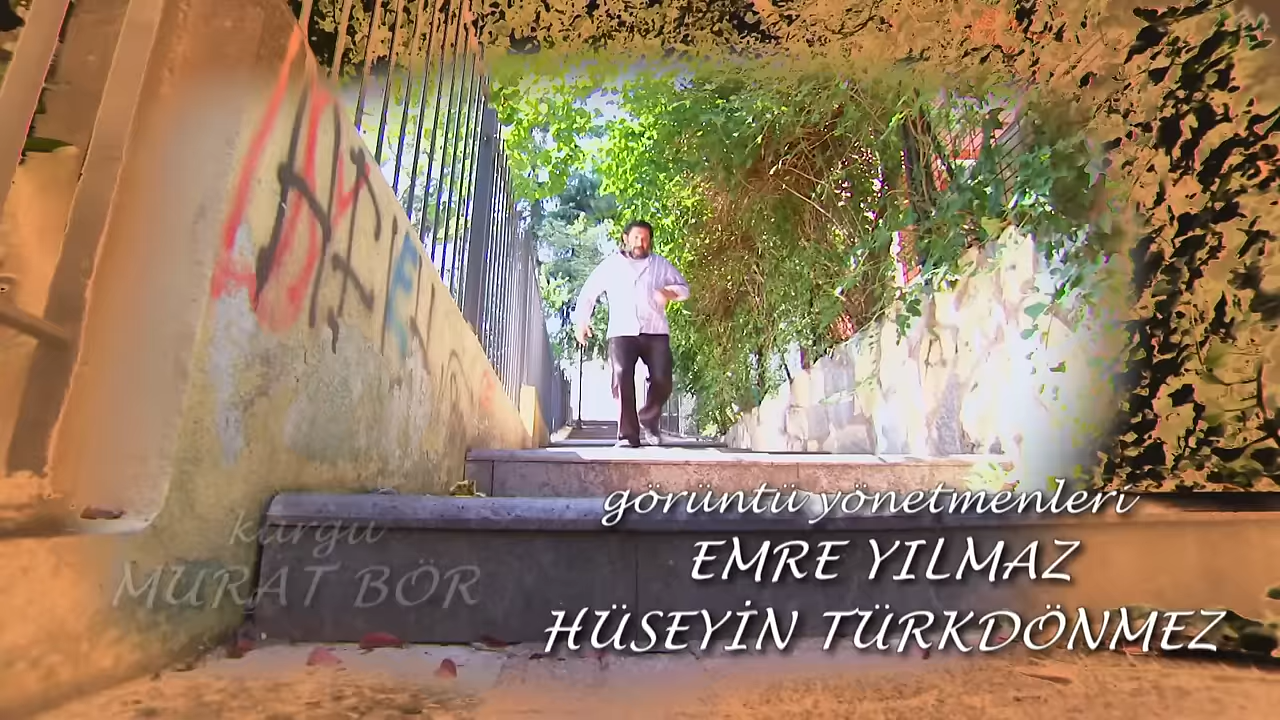 kurgu
MURAT BÖR
görüntü yönetmenleri
EMRE YILMAZ
HÜSEYİN TÜRKDÖNMEZ